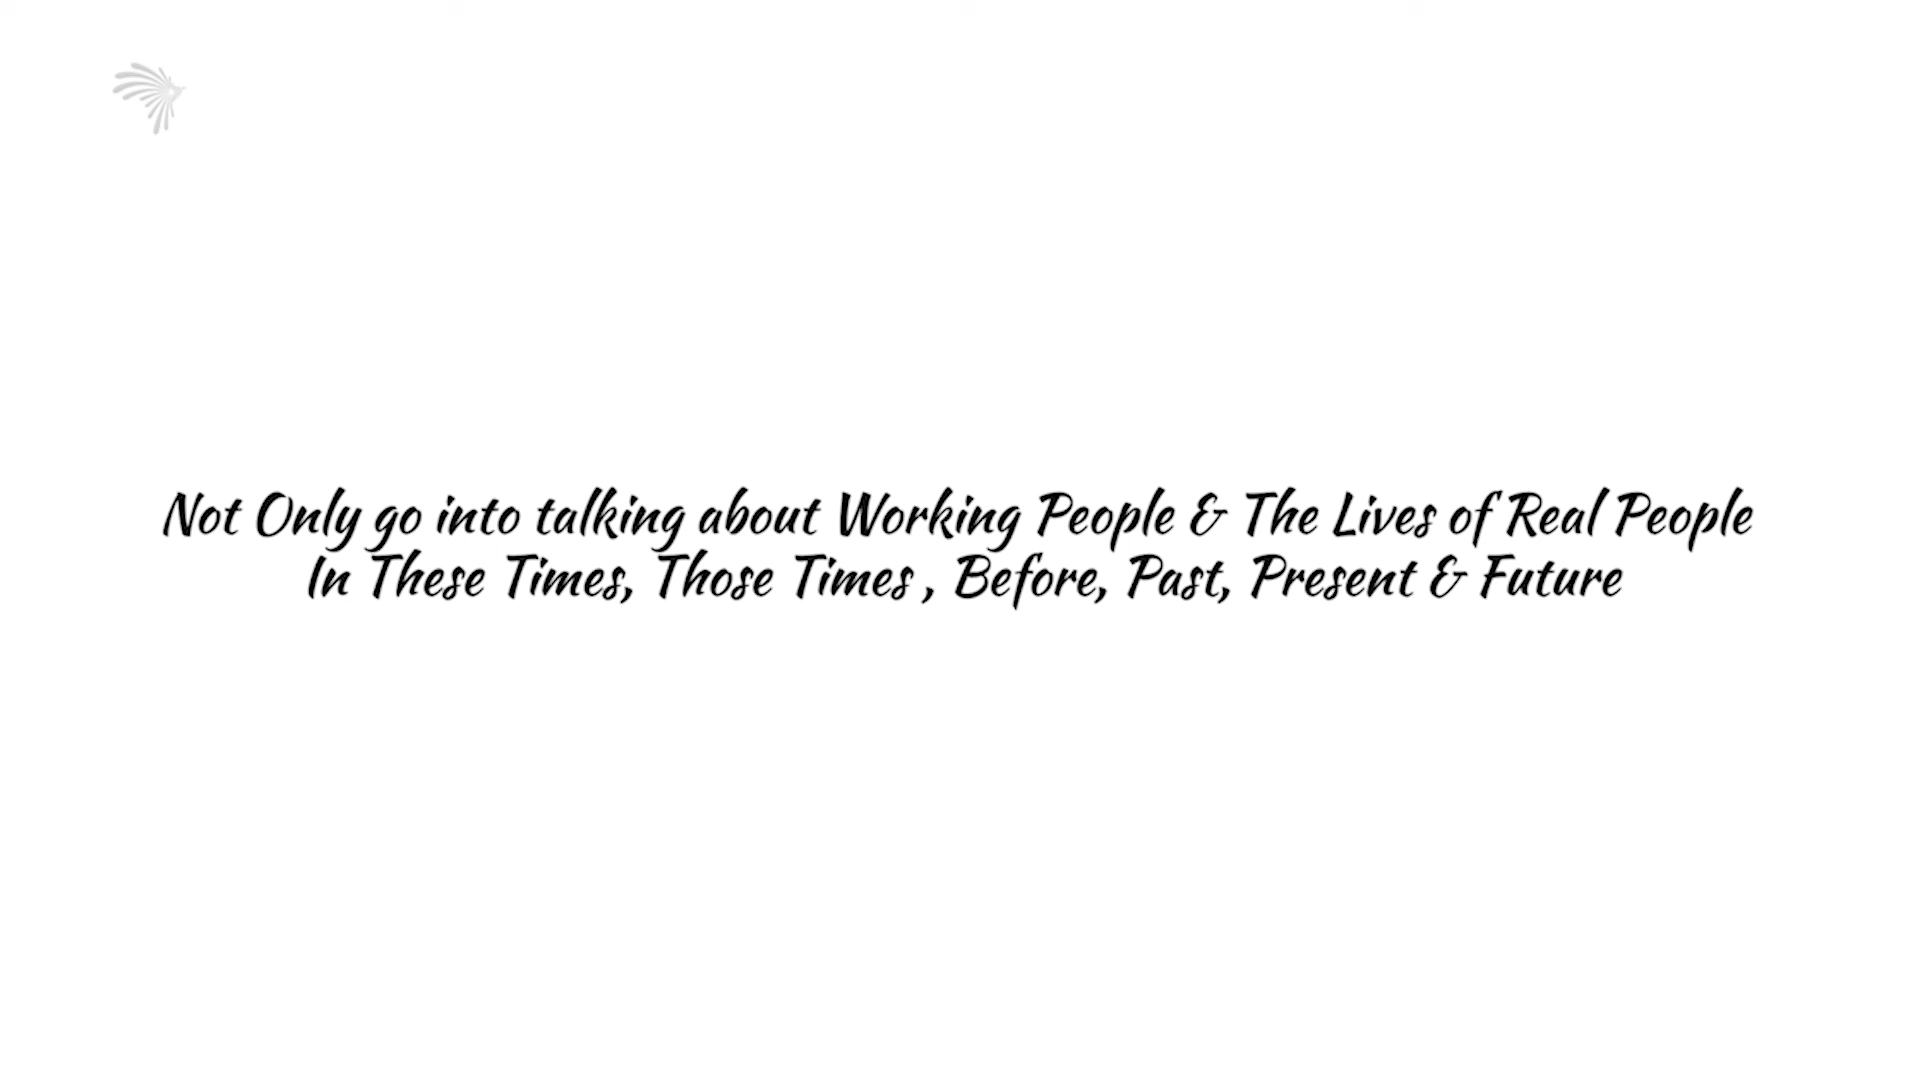 Not Only go into talking about Working People & The Lives of Real People
In These Times, Those Times , Before, Past, Present & Future